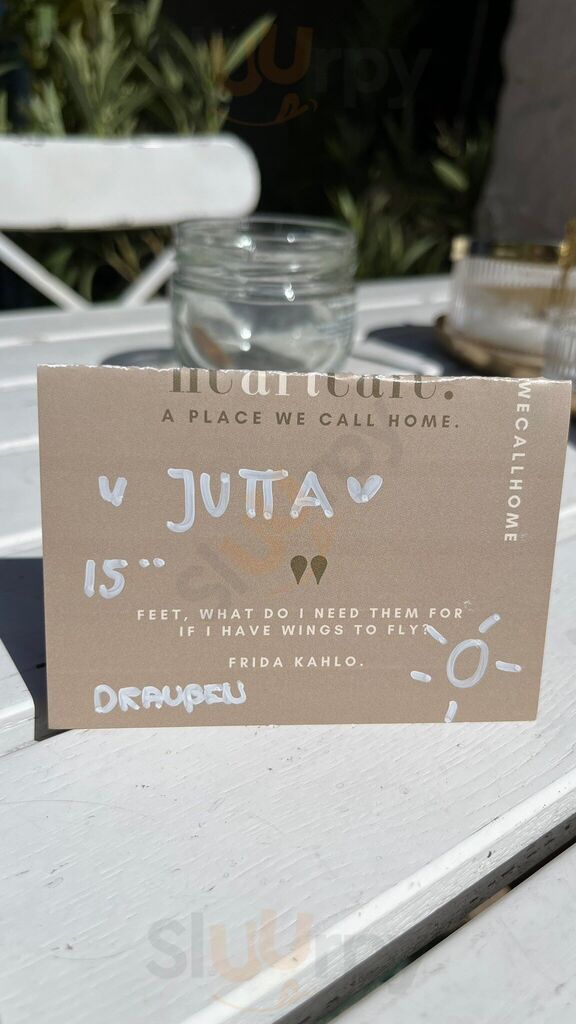 A PLACE WE CALL HOME.
WECALLHOME
JUTTA
15
"
FEET, WHAT DO I NEED THEM FOR
IF I HAVE WINGS TO FLY?
FRIDA KAHLO.
DRAUßEN
Sluurpy